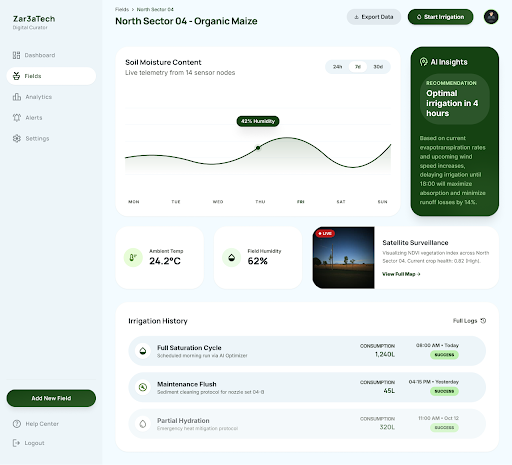 Zar3aTech
Digital Curator
Dashboard
Fields
Analytics
Alerts
Settings
Add New Field
Help Center
Logout
Fields > North Sector 04
North Sector 04 - Organic Maize
Export Data
Start Irrigation
Soil Moisture Content
Live telemetry from 14 sensor nodes
24h 7d 30d
42% Humidity
MON TUE WED THU FRI SAT SUN
AI Insights
RECOMMENDATION
Optimal
irrigation in 4
hours
Based on current
evapotranspiration rates
and upcoming wind
speed increases,
delaying irrigation until
18:00 will maximize
absorption and minimize
runoff losses by 14%.
Ambient Temp
24.2°C
Field Humidity
62%
LIVE
Satellite Surveillance
Visualizing NDVI vegetation index across North
Sector 04. Current crop health: 0.82 (High).
View Full Map →
Irrigation History
Full Logs
Full Saturation Cycle
Scheduled morning run via AI Optimizer
CONSUMPTION
1,240L
08:00 AM • Today
SUCCESS
Maintenance Flush
Sediment cleaning protocol for nozzle set 04-B
CONSUMPTION
45L
04:15 PM • Yesterday
SUCCESS
Partial Hydration
Emergency heat mitigation protocol
CONSUMPTION
320L
11:00 AM • Oct 12
SUCCESS